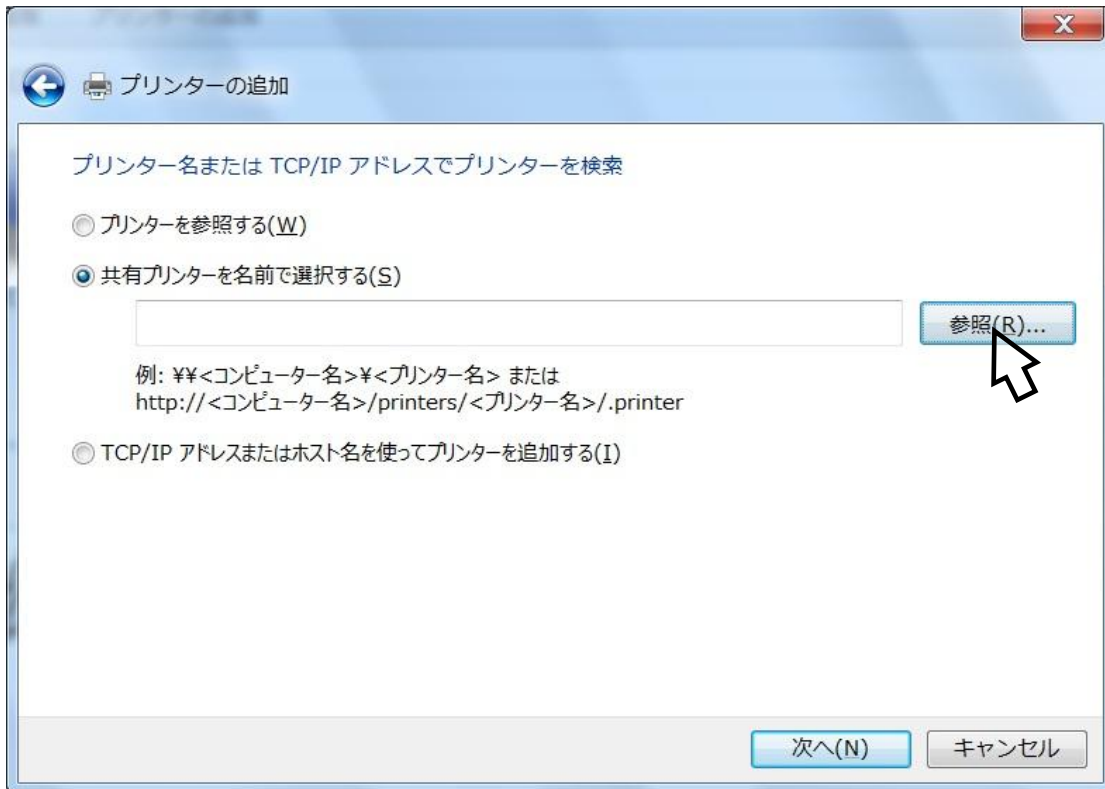 プリンターの追加
プリンター名または TCP/IP アドレスでプリンターを検索
プリンターを参照する(W)
共有プリンターを名前で選択する(S)
参照(R)...
例: ¥¥<コンピューター名>¥<プリンター名> または
http://<コンピューター名>/printers/<プリンター名>/.printer
TCP/IP アドレスまたはホスト名を使ってプリンターを追加する(I)
次へ(N)
キャンセル